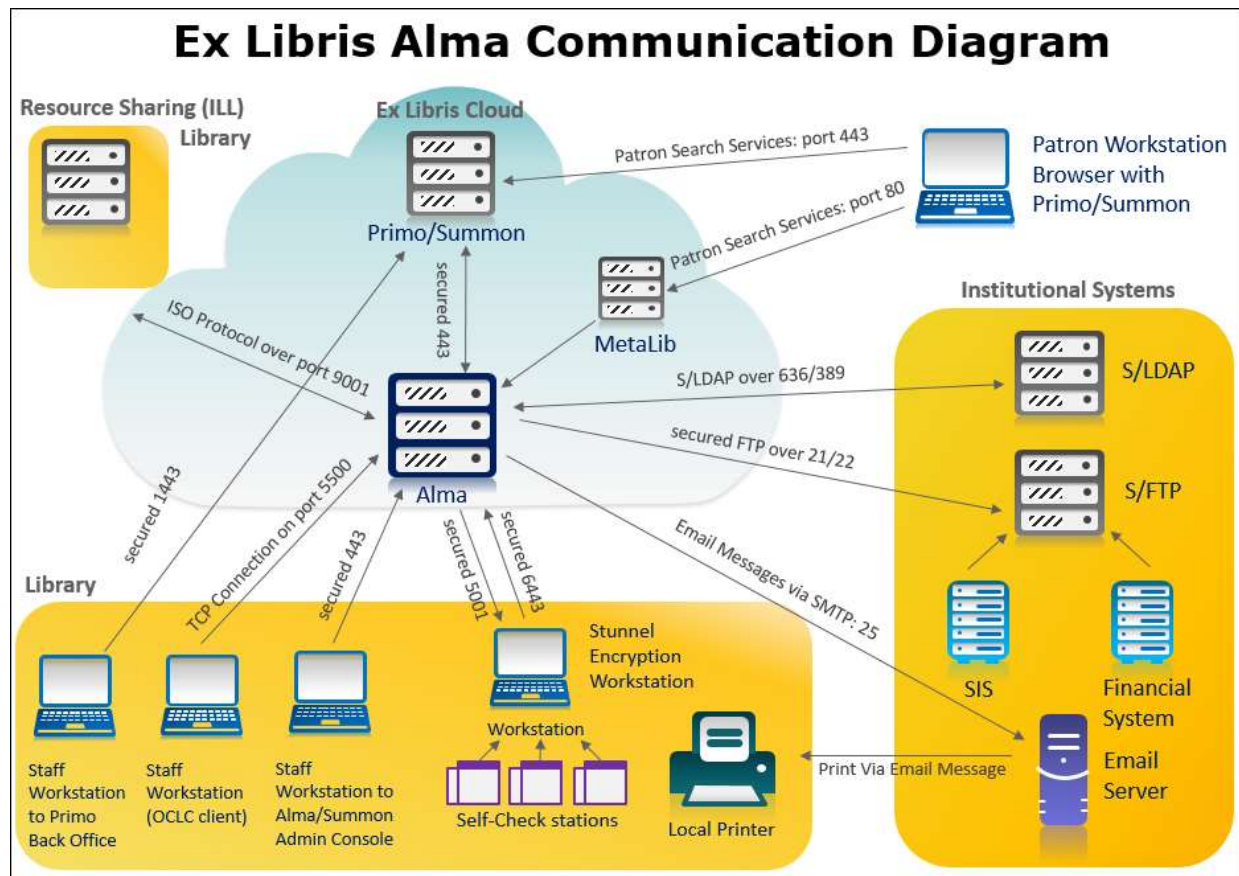 Ex Libris Alma Communication Diagram
Resource Sharing (ILL)
Library
Ex Libris Cloud
Patron Search Services: port 443
Patron Workstation
Browser with
Primo/Summon
Primo/Summon
Patron Search Services: port 80
secured 443
MetaLib
ISO Protocol over port 9001
Institutional Systems
S/LDAP over 636/389
S/LDAP
secured FTP over 21/22
S/FTP
Alma
secured 1443
TCP Connection on port 5500
secured 443
secured 5001
secured 6443
Email Messages via SMTP: 25
Library
Stunnel
Encryption
Workstation
SIS
Financial
System
Workstation
Staff
Workstation
to Primo
Back Office
Staff
Workstation
(OCLC client)
Staff
Workstation to
Alma/Summon
Admin Console
Self-Check stations
Local Printer
Print Via Email Message
Email
Server